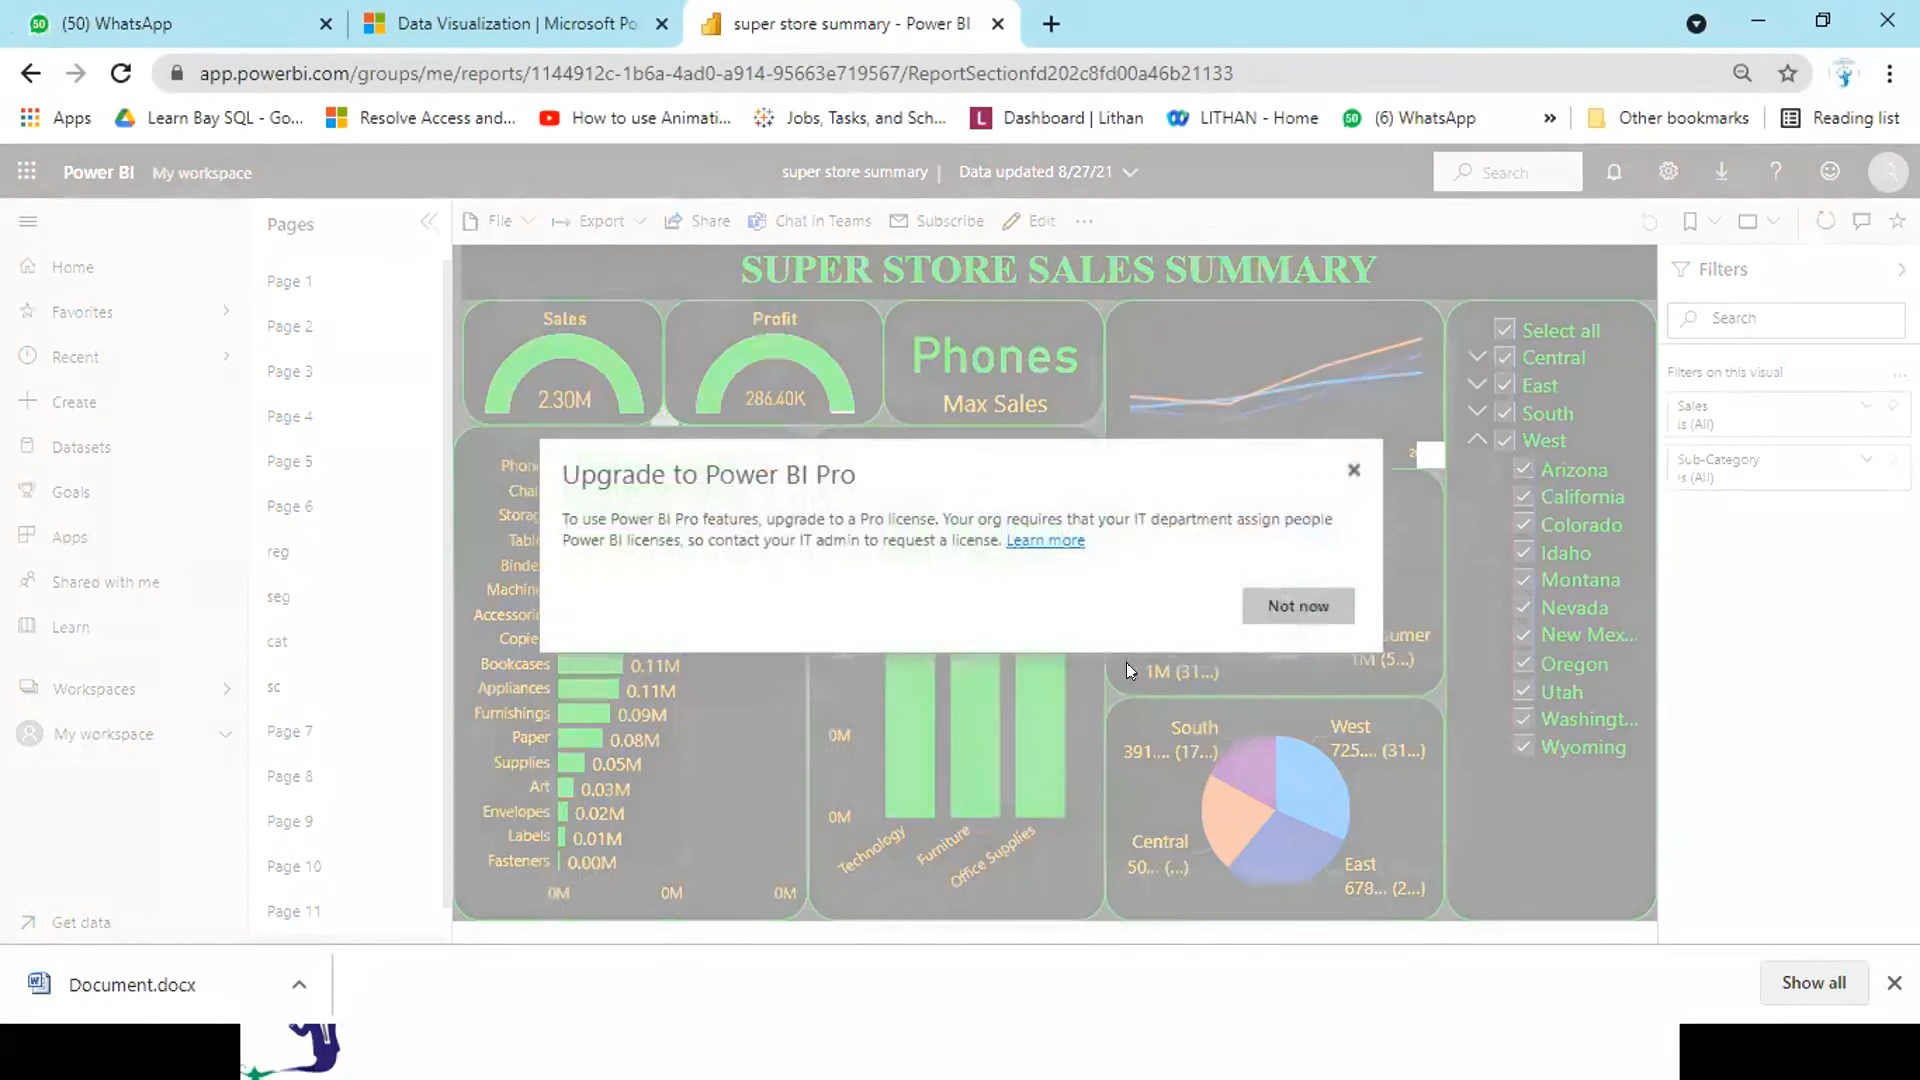 (50) WhatsApp
Data Visualization | Microsoft Po
super store summary - Power BI
app.powerbi.com/groups/me/reports/1144912c-1b6a-4ad0-a914-95663e719567/ReportSectionfd202c8fd00a46b21133
Apps
Learn Bay SQL - Go...
Resolve Access and...
How to use Animati...
Jobs, Tasks, and Sch...
Dashboard | Lithan
LITHAN - Home
(6) WhatsApp
Other bookmarks
Reading list
Power BI
My workspace
super store summary |
Data updated 8/27/21
Search
Pages
File
Export
Share
Chat in Teams
Subscribe
Edit
Home
Favorites
Recent
Create
Datasets
Goals
Apps
Shared with me
Learn
Workspaces
My workspace
Get data
Page 1
Page 2
Page 3
Page 4
Page 5
Page 6
reg
seg
cat
sc
Page 7
Page 8
Page 9
Page 10
Page 11
SUPER STORE SALES SUMMARY
Sales
2.30M
Profit
286.40K
Phones
Max Sales
Select all
Central
East
South
West
Arizona
California
Colorado
Idaho
Montana
Nevada
New Mex...
Oregon
Utah
Washingt...
Wyoming
Filters
Search
Filters on this visual
Sales
is (All)
Sub-Category
is (All)
Upgrade to Power BI Pro
To use Power BI Pro features, upgrade to a Pro license. Your org requires that your IT department assign people
Power BI licenses, so contact your IT admin to request a license. Learn more
Not now
Phon
Chai
Storag
Table
Binde
Machin
Accessori
Copie
Bookcases 0.11M
Appliances 0.11M
Furnishings 0.09M
Paper 0.08M
Supplies 0.05M
Art 0.03M
Envelopes 0.02M
Labels 0.01M
Fasteners 0.00M
0M 0M 0M
0M
0M
Technology
Furniture
Office Supplies
umer
1M (5...)
1M (31...)
South
391.... (17...)
West
725.... (31...)
Central
50... (...)
East
678... (2...)
Document.docx
Show all